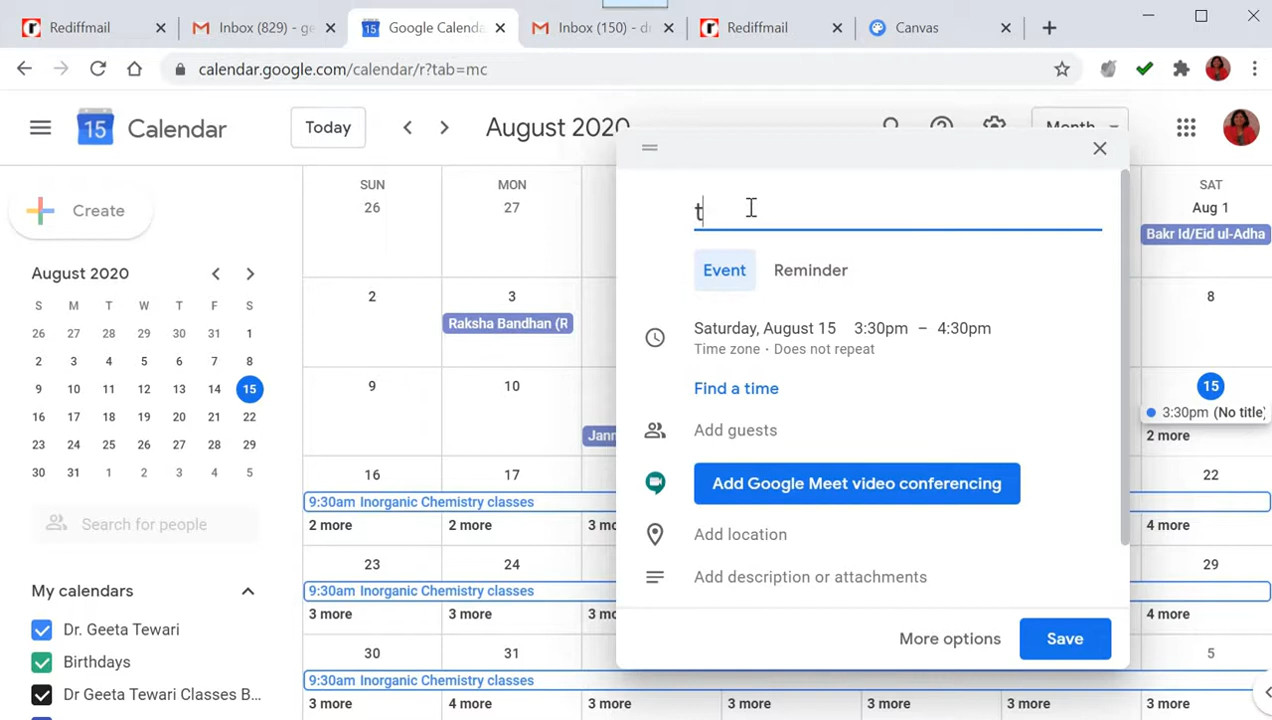 Rediffmail
Inbox (829) - ge
Google Calenda
Inbox (150) - d
Rediffmail
Canvas
calendar.google.com/calendar/r?tab=mc
15 Calendar
Today
August 2020
Month
Create
August 2020
S M T W T F S
26 27 28 29 30 31 1
2 3 4 5 6 7 8
9 10 11 12 13 14 15
16 17 18 19 20 21 22
23 24 25 26 27 28 29
30 31 1 2 3 4 5
Search for people
My calendars
Dr. Geeta Tewari
Birthdays
Dr Geeta Tewari Classes B...
SUN MON SAT
26 27 Aug 1
Bakr Id/Eid ul-Adha
2 3 8
Raksha Bandhan (R
9 10 15
3:30pm (No title)
Jann 2 more
16 17 22
9:30am Inorganic Chemistry classes
2 more 2 more 3 mo 4 more
23 24 29
9:30am Inorganic Chemistry classes
3 more 3 more 3 mo 4 more
30 31 5
9:30am Inorganic Chemistry classes
3 more 4 more 3 more 3 more 3 more 3 more 3 more
t
Event Reminder
Saturday, August 15 3:30pm – 4:30pm
Time zone · Does not repeat
Find a time
Add guests
Add Google Meet video conferencing
Add location
Add description or attachments
More options Save